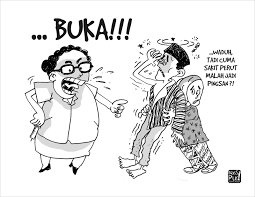 ... BUKA!!!
...WADUH,
TADI CUMA
SAKIT PERUT
MALAH JADI
PINGSAN?!